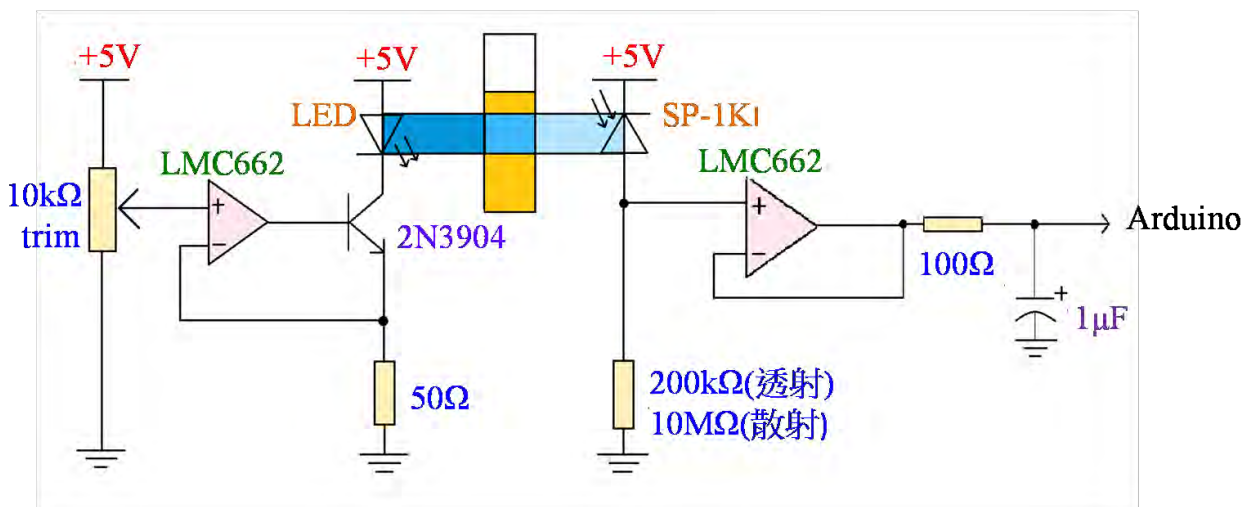 +5V
+5V
+5V
LED
SP-1Kl
LMC662
LMC662
10kΩ
trim
+
−
2N3904
+
−
Arduino
100Ω
+
1μF
50Ω
200kΩ(透射)
10MΩ(散射)